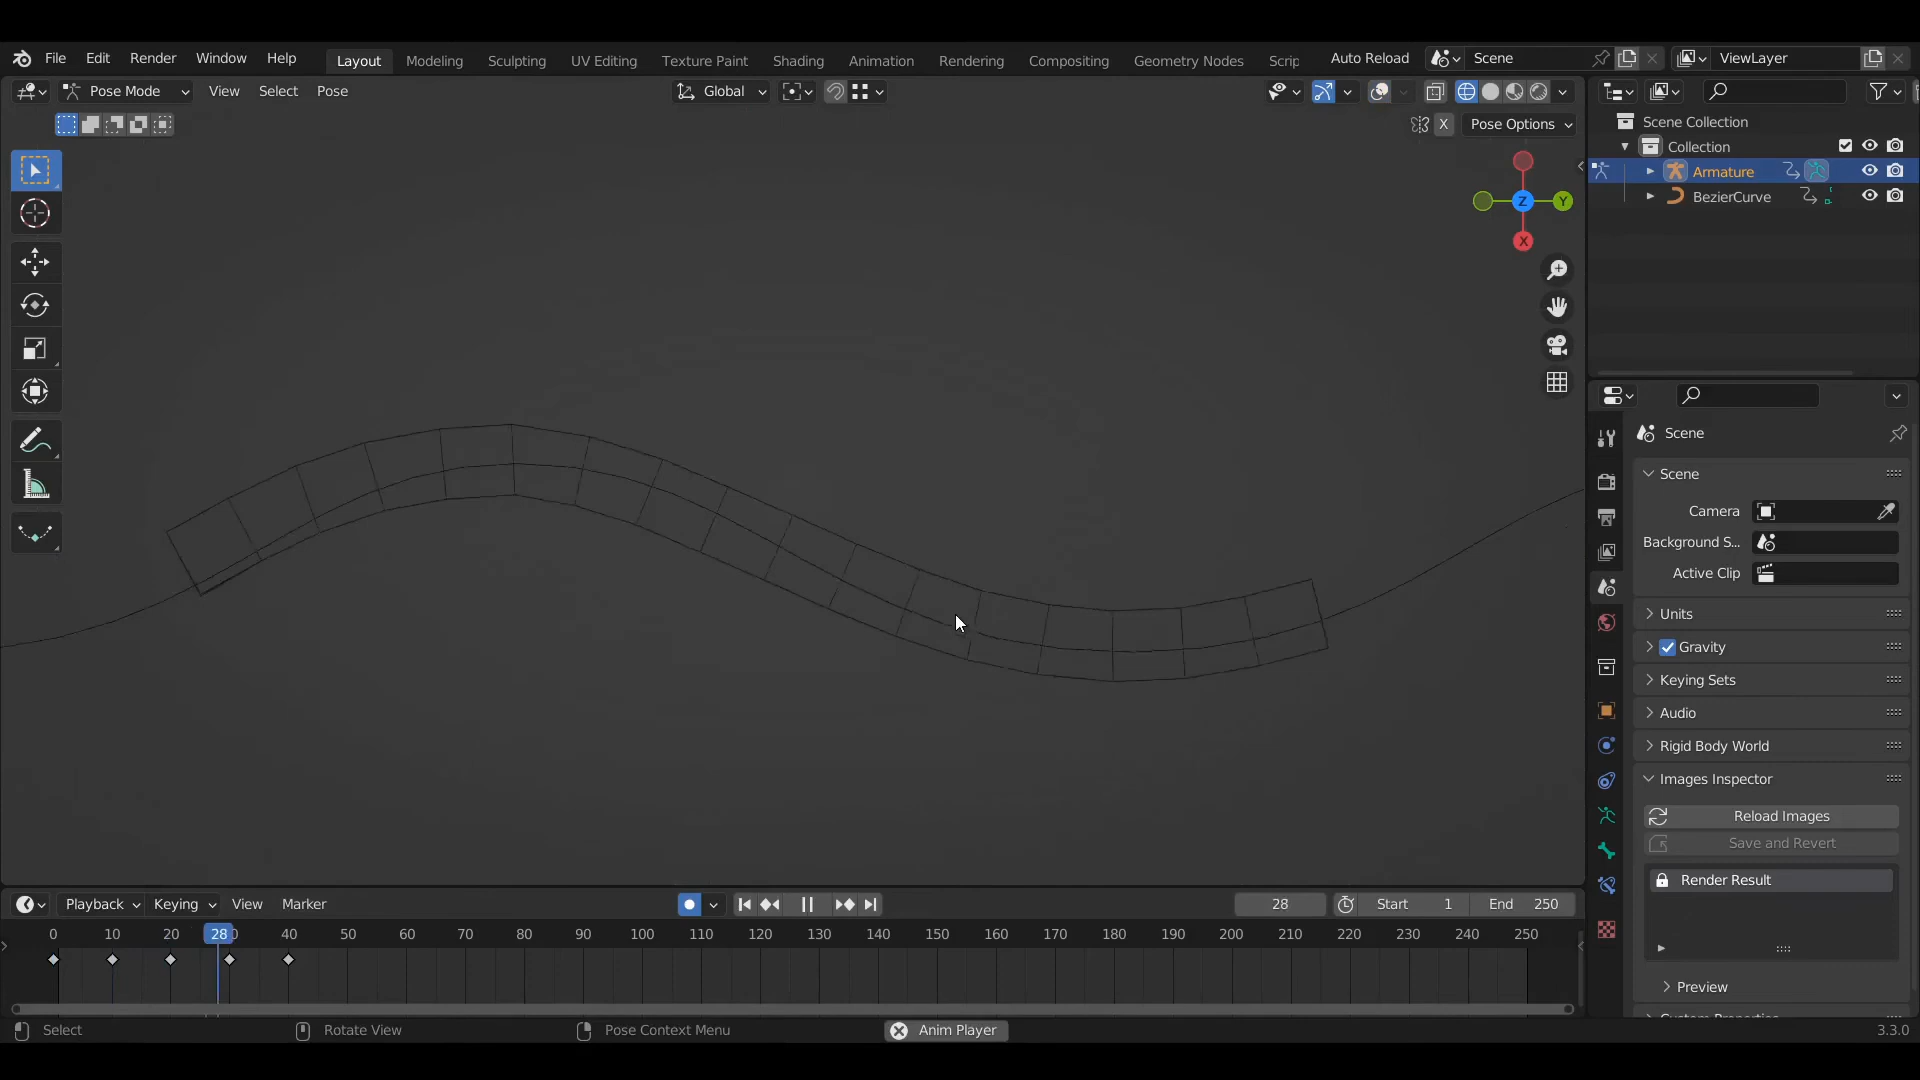 File Edit Render Window Help Layout Modeling Sculpting UV Editing Texture Paint Shading Animation Rendering Compositing Geometry Nodes Scrip Auto Reload Scene ViewLayer
Pose Mode View Select Pose Global
X Pose Options
Scene Collection
Collection
Armature
BezierCurve
Z Y
X
Scene
Scene
Camera
Background S...
Active Clip
Units
Gravity
Keying Sets
Audio
Rigid Body World
Images Inspector
Reload Images
Save and Revert
Render Result
Preview
Playback Keying View Marker 28 Start 1 End 250
0 10 20 28 40 50 60 70 80 90 100 110 120 130 140 150 160 170 180 190 200 210 220 230 240 250
Select Rotate View Pose Context Menu Anim Player 3.3.0